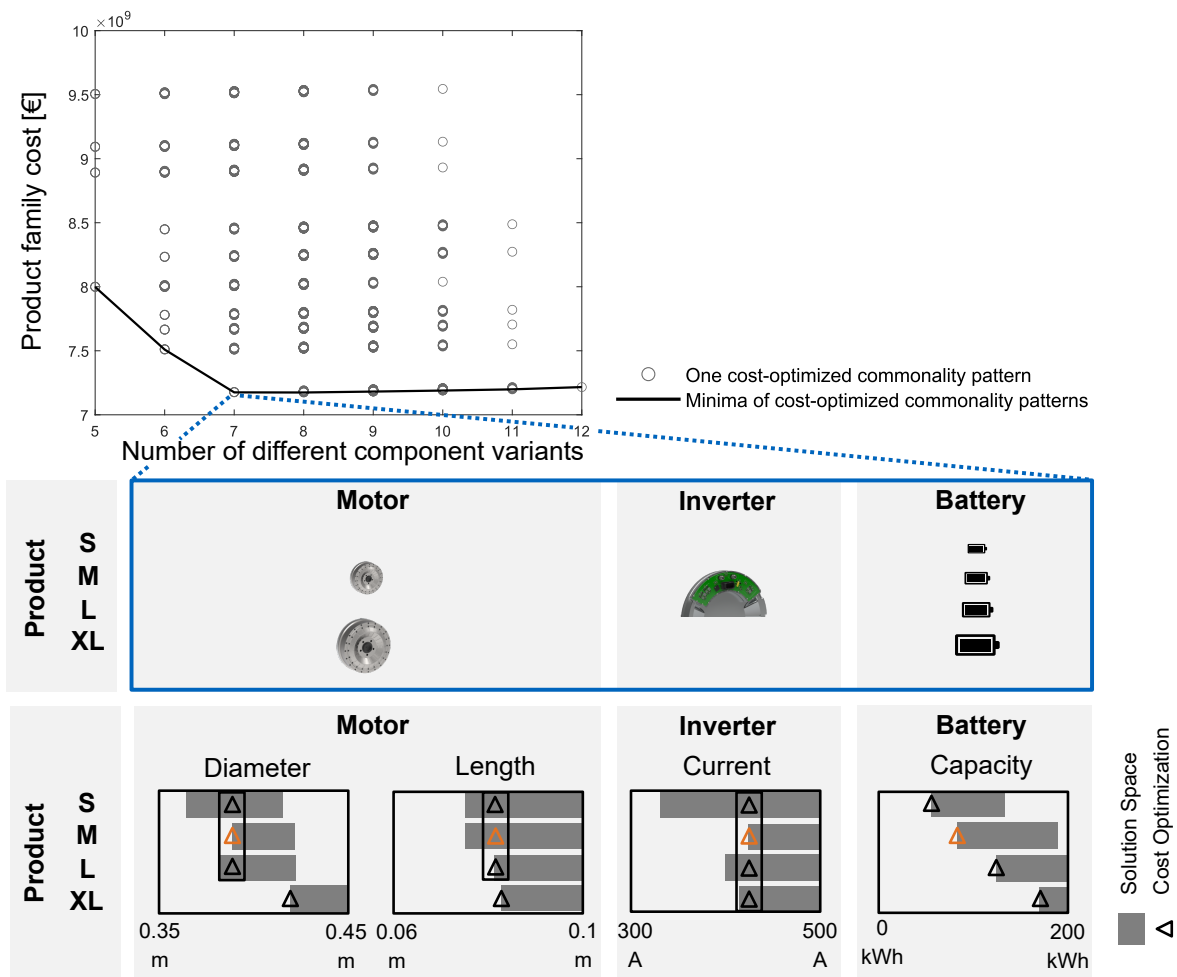 ×10⁹
10
9.5
9
8.5
8
7.5
7
Product family cost [€]
5 6 7 8 9 10 11 12
Number of different component variants
One cost-optimized commonality pattern
Minima of cost-optimized commonality patterns
Motor Inverter Battery
Product
S
M
L
XL
Motor Inverter Battery
Diameter Length Current Capacity
Product
S
M
L
XL
0.35 0.45 0.06 0.1 300 500 0 200
m m m m A A kWh kWh
Solution Space
Cost Optimization